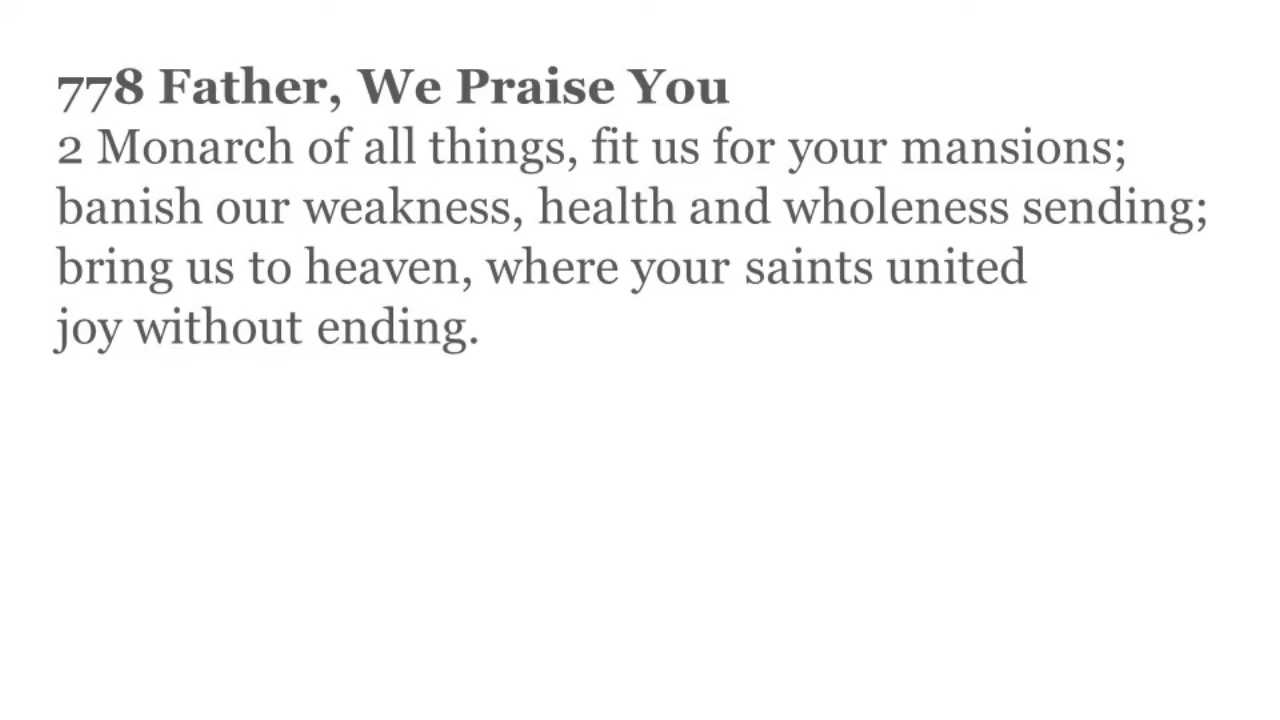 778 Father, We Praise You
2 Monarch of all things, fit us for your mansions;
banish our weakness, health and wholeness sending;
bring us to heaven, where your saints united
joy without ending.